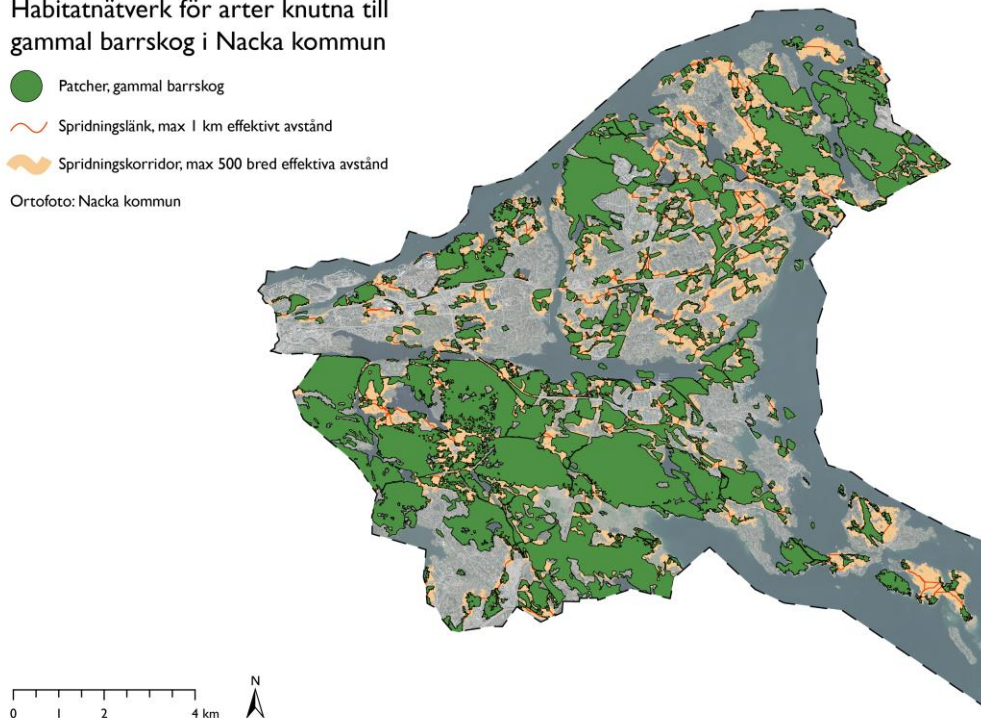 Habitatnätverk för arter knutna till
gammal barrskog i Nacka kommun
Patcher, gammal barrskog
Spridningslänk, max 1 km effektivt avstånd
Spridningskorridor, max 500 bred effektiva avstånd
Ortofoto: Nacka kommun
N
0 1 2 4 km